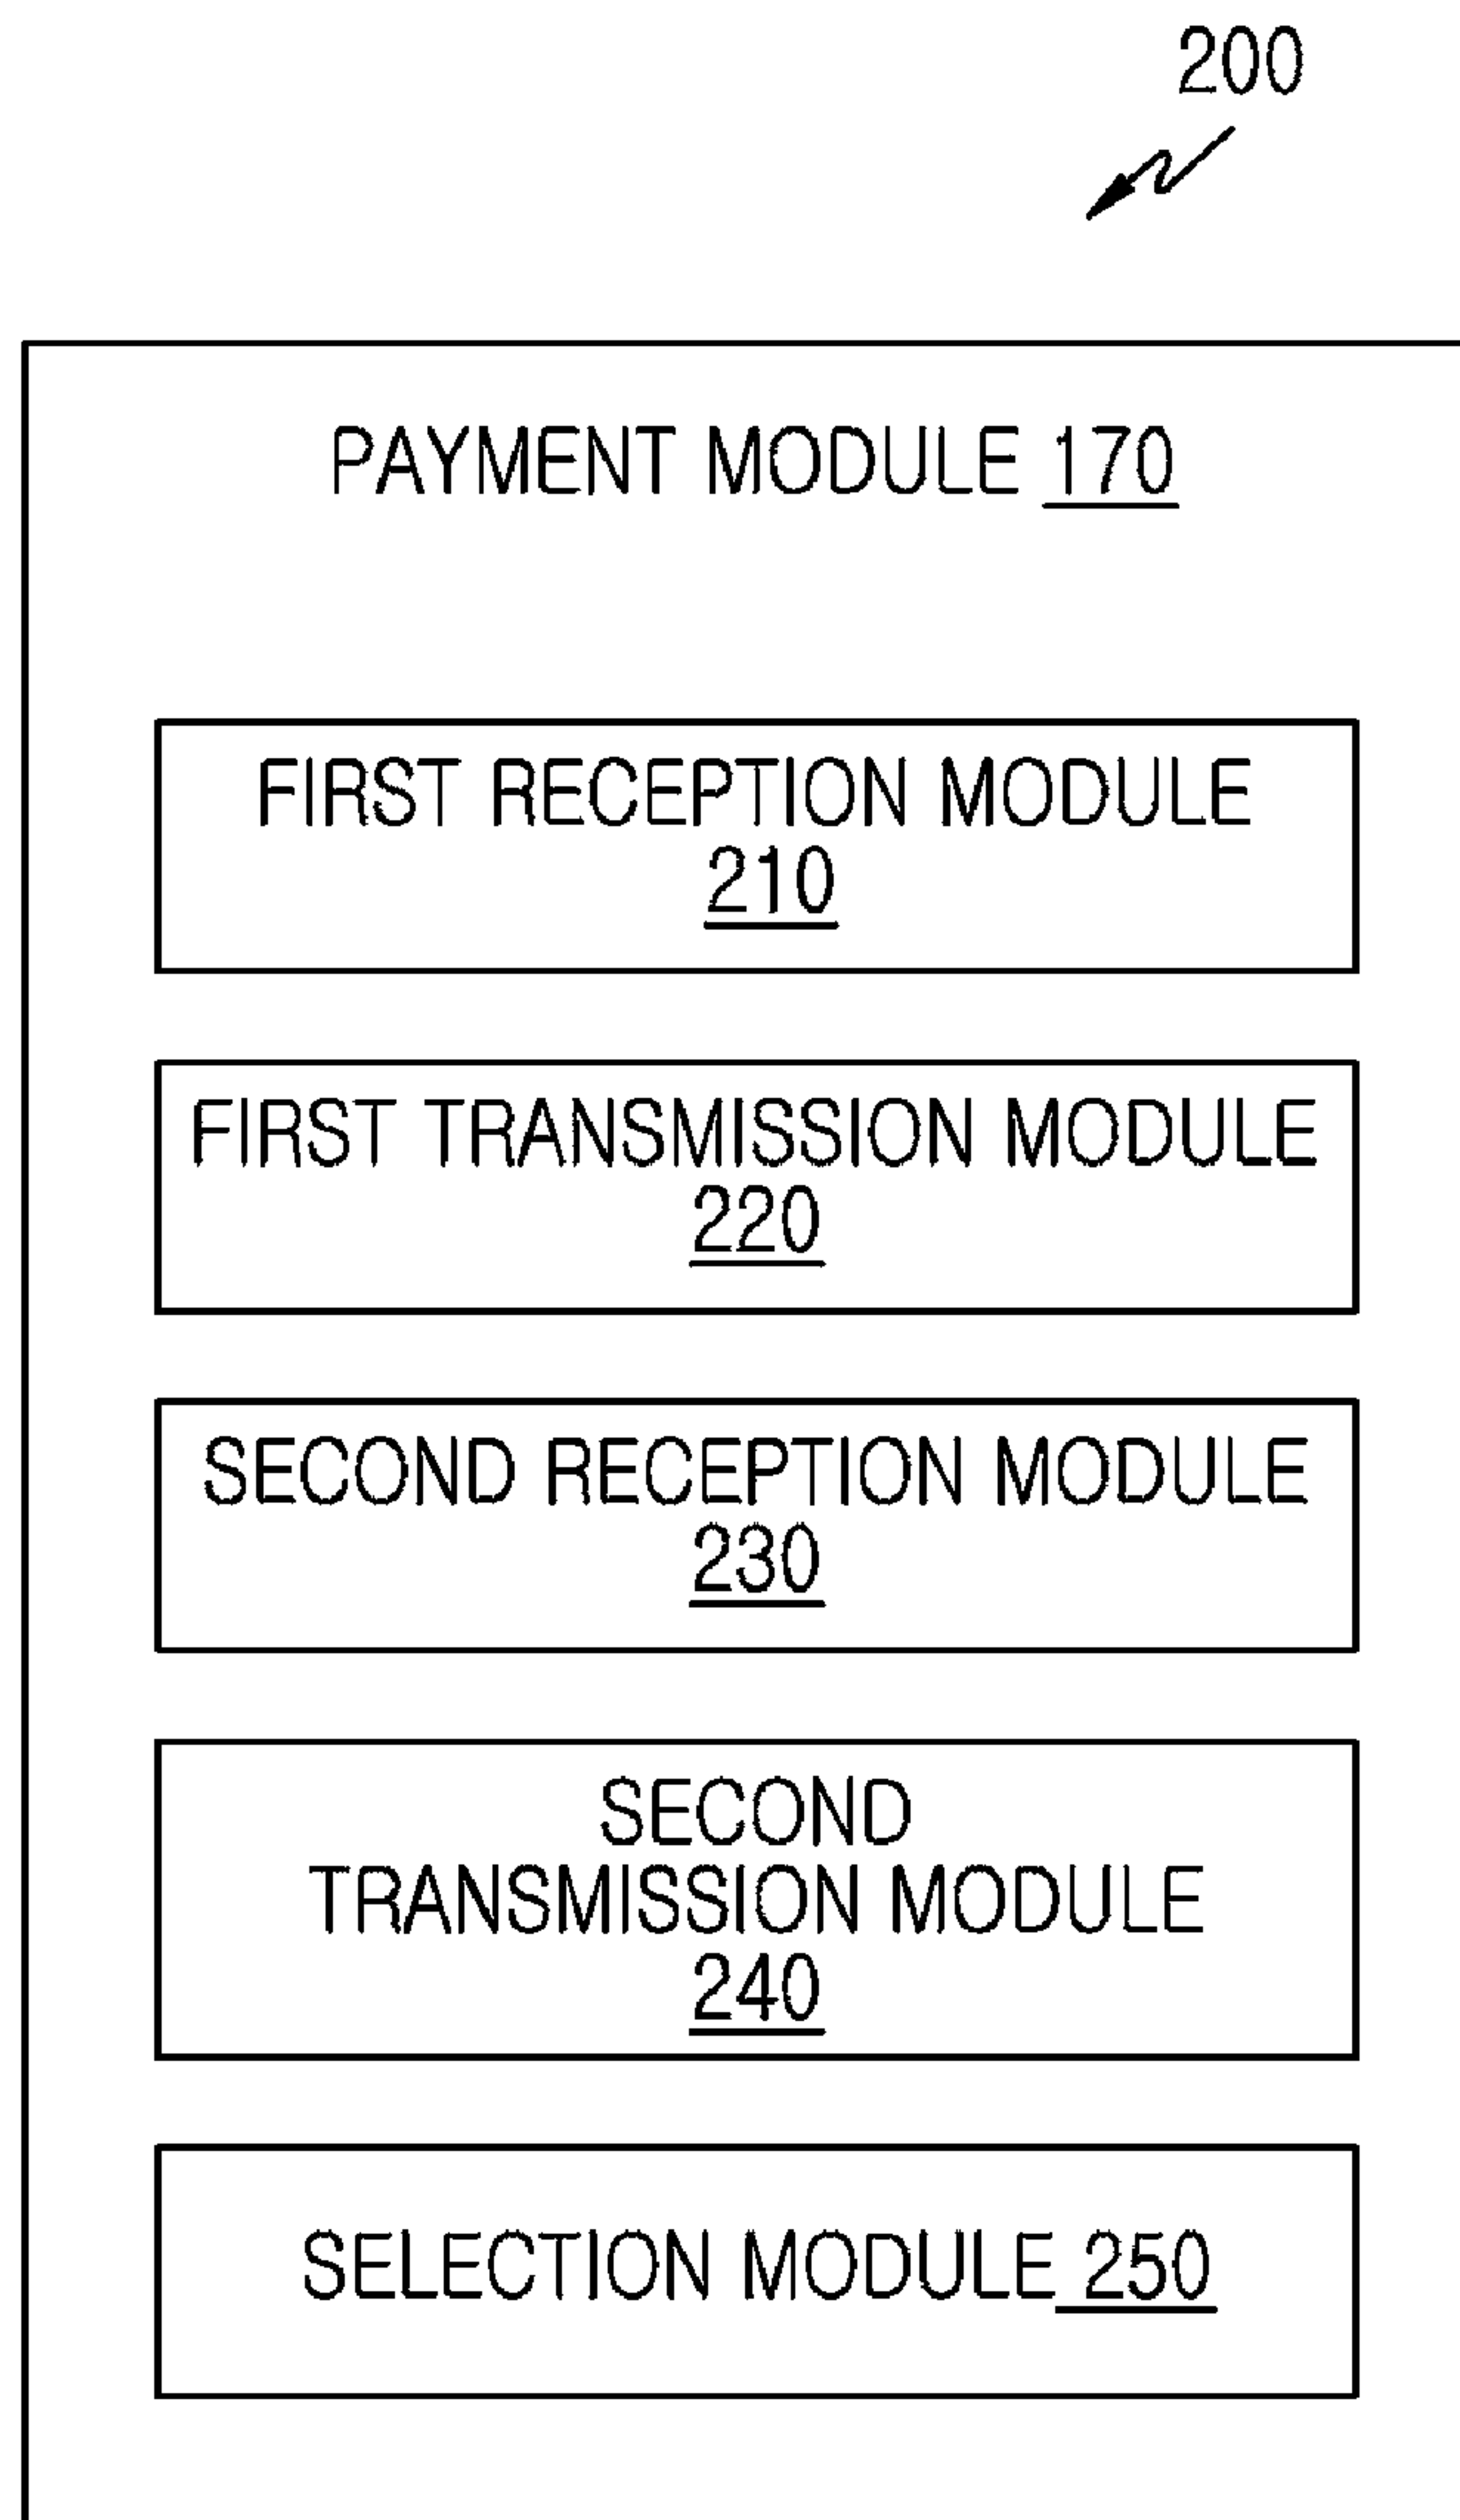 200
PAYMENT MODULE 170
FIRST RECEPTION MODULE
210
FIRST TRANSMISSION MODULE
220
SECOND RECEPTION MODULE
230
SECOND
TRANSMISSION MODULE
240
SELECTION MODULE 250